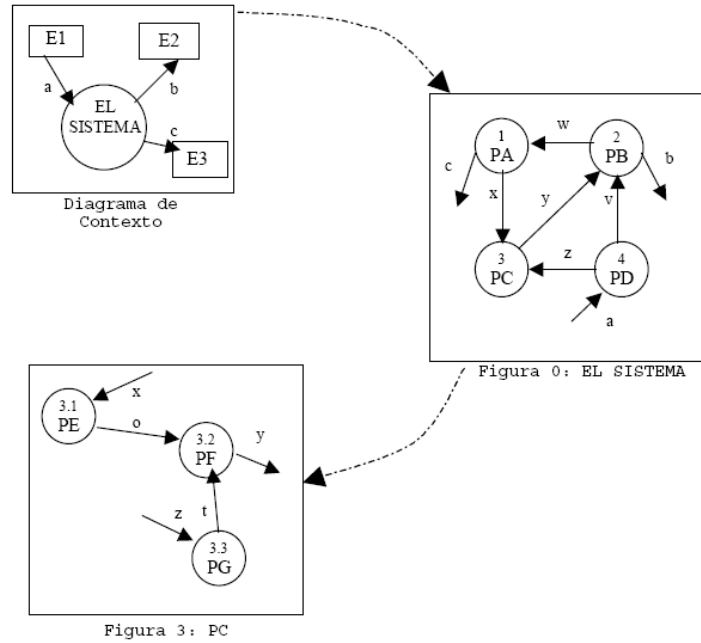 E1
E2
a
b
EL
SISTEMA
c
E3
Diagrama de
Contexto
1
PA
w
2
PB
c
b
x
y
v
3
PC
z
4
PD
a
Figura 0: EL SISTEMA
3.1
PE
x
o
3.2
PF
y
z
t
3.3
PG
Figura 3: PC